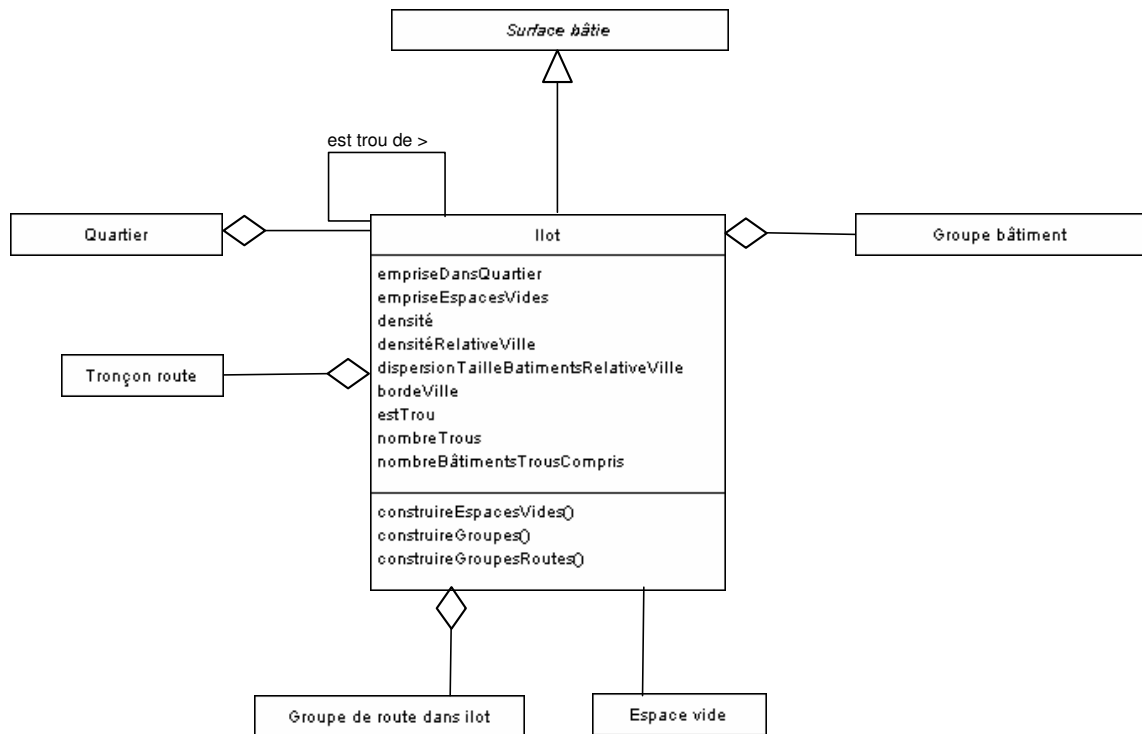 Surface bâtie
est trou de >
Quartier
Ilot
Groupe bâtiment
empriseDansQuartier
empriseEspacesVides
densité
densitéRelativeVille
dispersionTailleBatimentsRelativeVille
bordeVille
estTrou
nombreTrous
nombreBâtimentsTrousCompris
Tronçon route
construireEspacesVides()
construireGroupes()
construireGroupesRoutes()
Groupe de route dans ilot
Espace vide